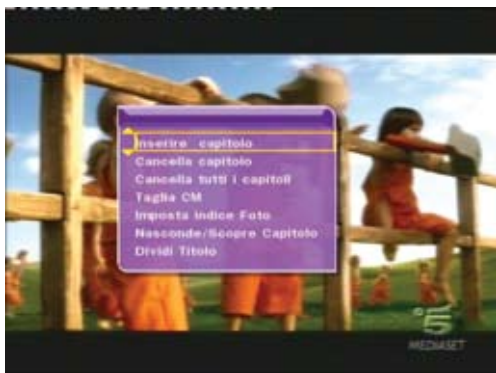 Inserire capitolo
Cancella capitolo
Cancella tutti i capitoli
Taglia CM
Imposta Indice Foto
Nasconde/Scopre Capitolo
Dividi Titolo
5
MEDIASET